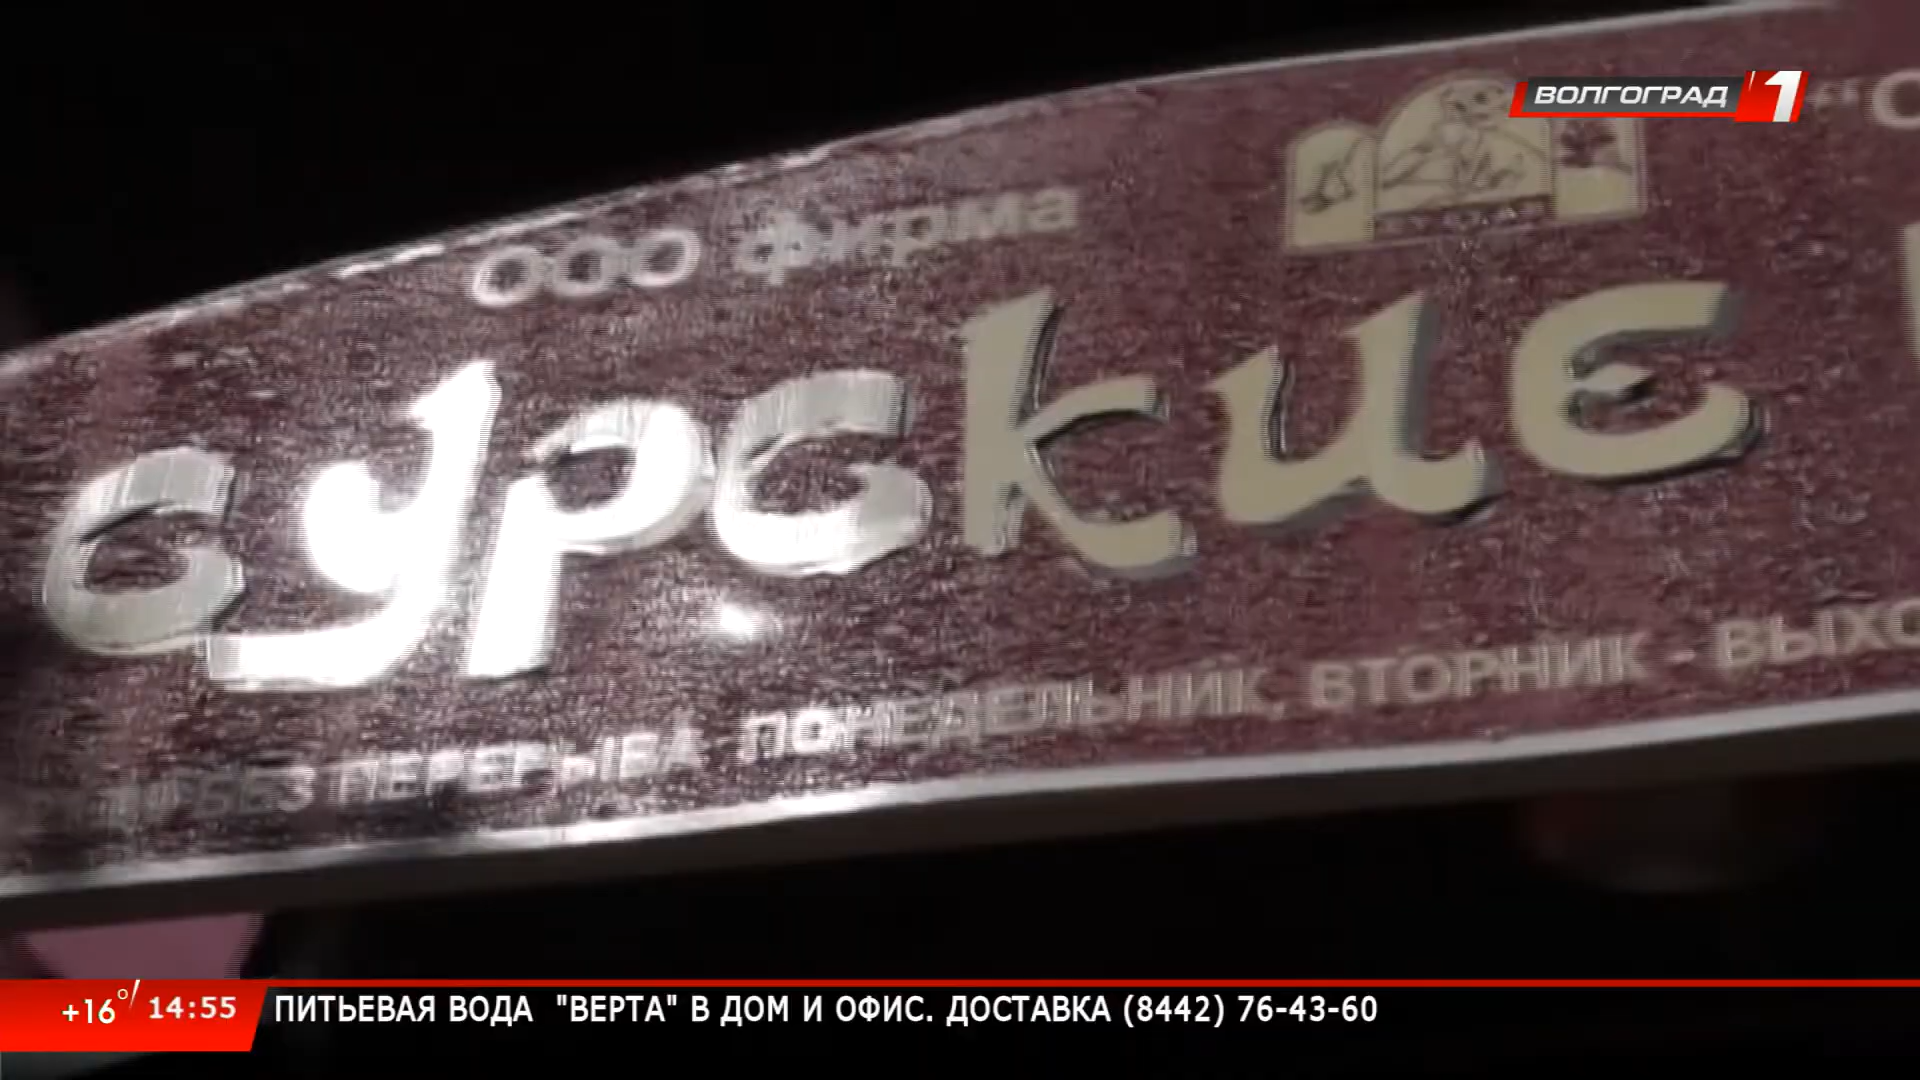 ВОЛГОГРАД 1
ООО фирма
сурские
БЕЗ ПЕРЕРЫВА ПОНЕДЕЛЬНИК, ВТОРНИК -
+16° 14:55
ПИТЬЕВАЯ ВОДА "ВЕРТА" В ДОМ И ОФИС. ДОСТАВКА (8442) 76-43-60